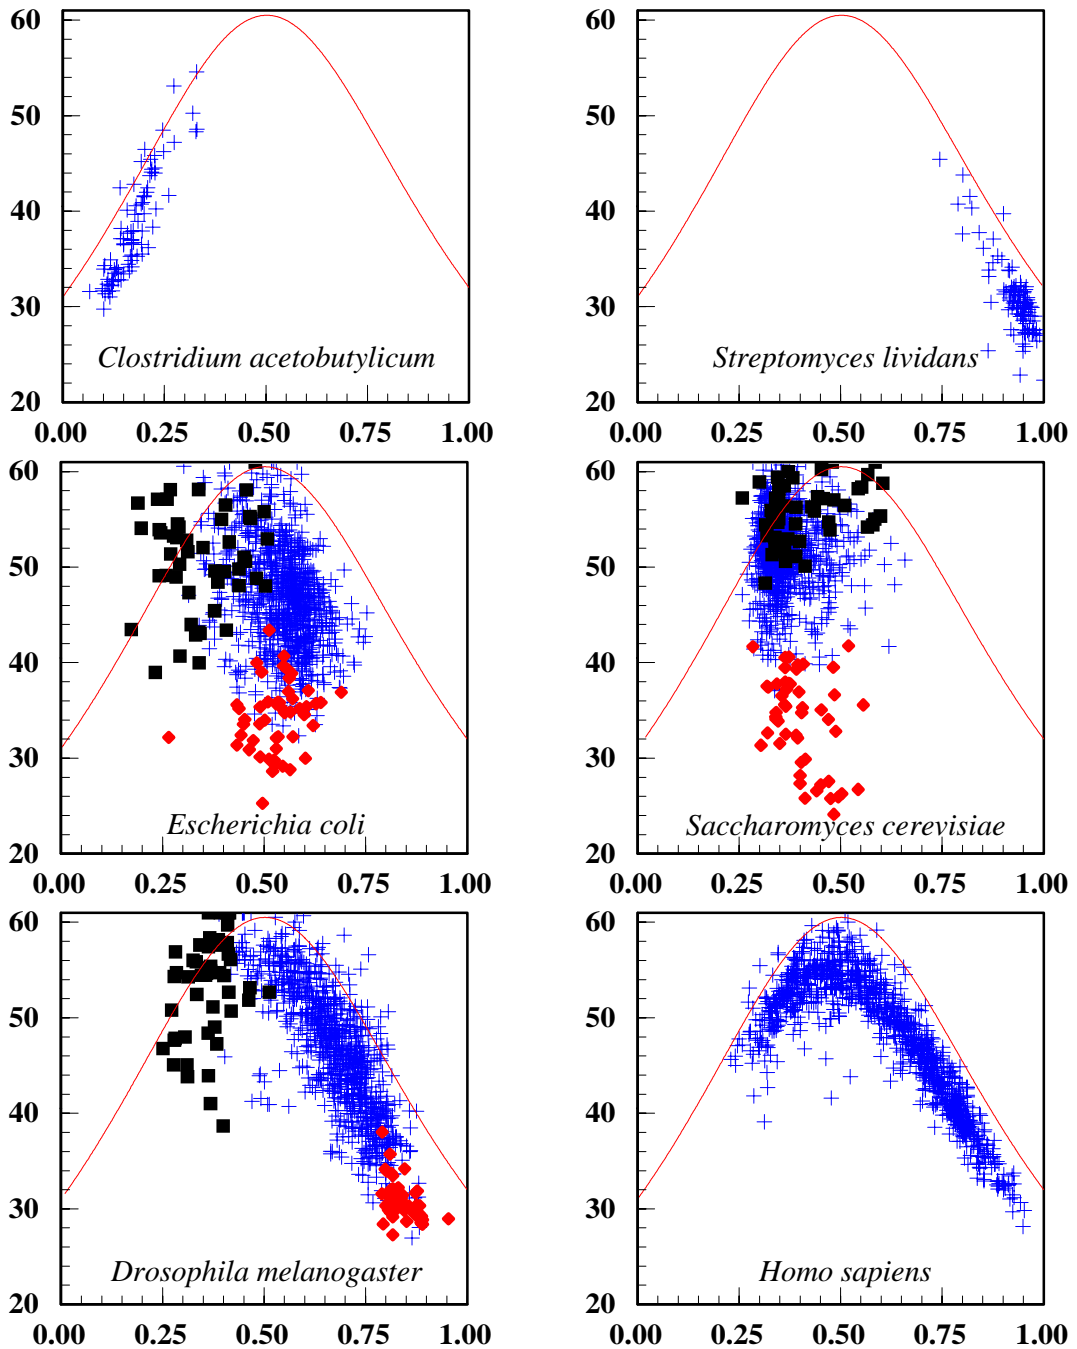 60
50
40
30
20
0.00 0.25 0.50 0.75 1.00
Clostridium acetobutylicum
60
50
40
30
20
0.00 0.25 0.50 0.75 1.00
Streptomyces lividans
60
50
40
30
20
0.00 0.25 0.50 0.75 1.00
Escherichia coli
60
50
40
30
20
0.00 0.25 0.50 0.75 1.00
Saccharomyces cerevisiae
60
50
40
30
20
0.00 0.25 0.50 0.75 1.00
Drosophila melanogaster
60
50
40
30
20
0.00 0.25 0.50 0.75 1.00
Homo sapiens